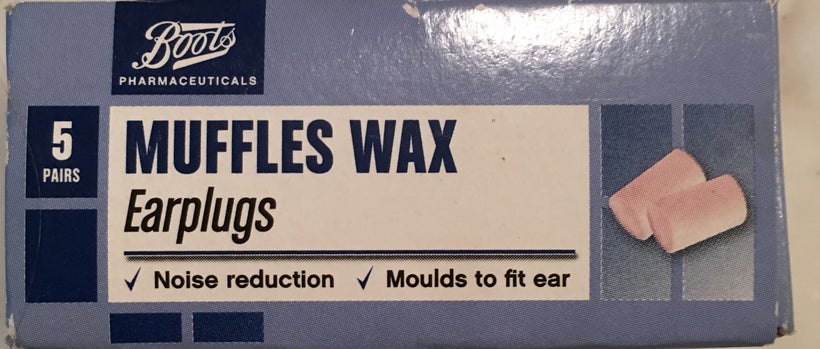 Boots
PHARMACEUTICALS
5
PAIRS
MUFFLES WAX
Earplugs
✓ Noise reduction ✓ Moulds to fit ear